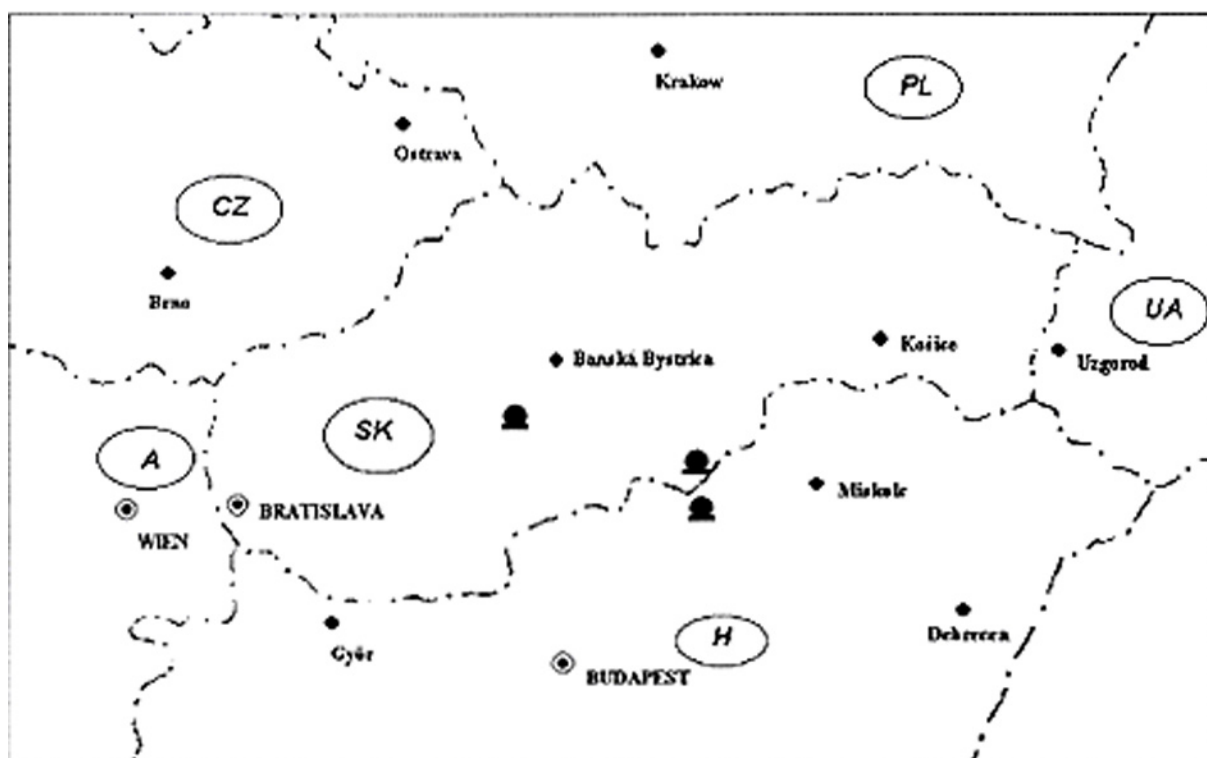 Krakow
PL
Ostrava
CZ
Brno
UA
Košice
Banská Bystrica
Uzgorod
SK
A
Miskolc
BRATISLAVA
WIEN
Debrecen
H
Győr
BUDAPEST